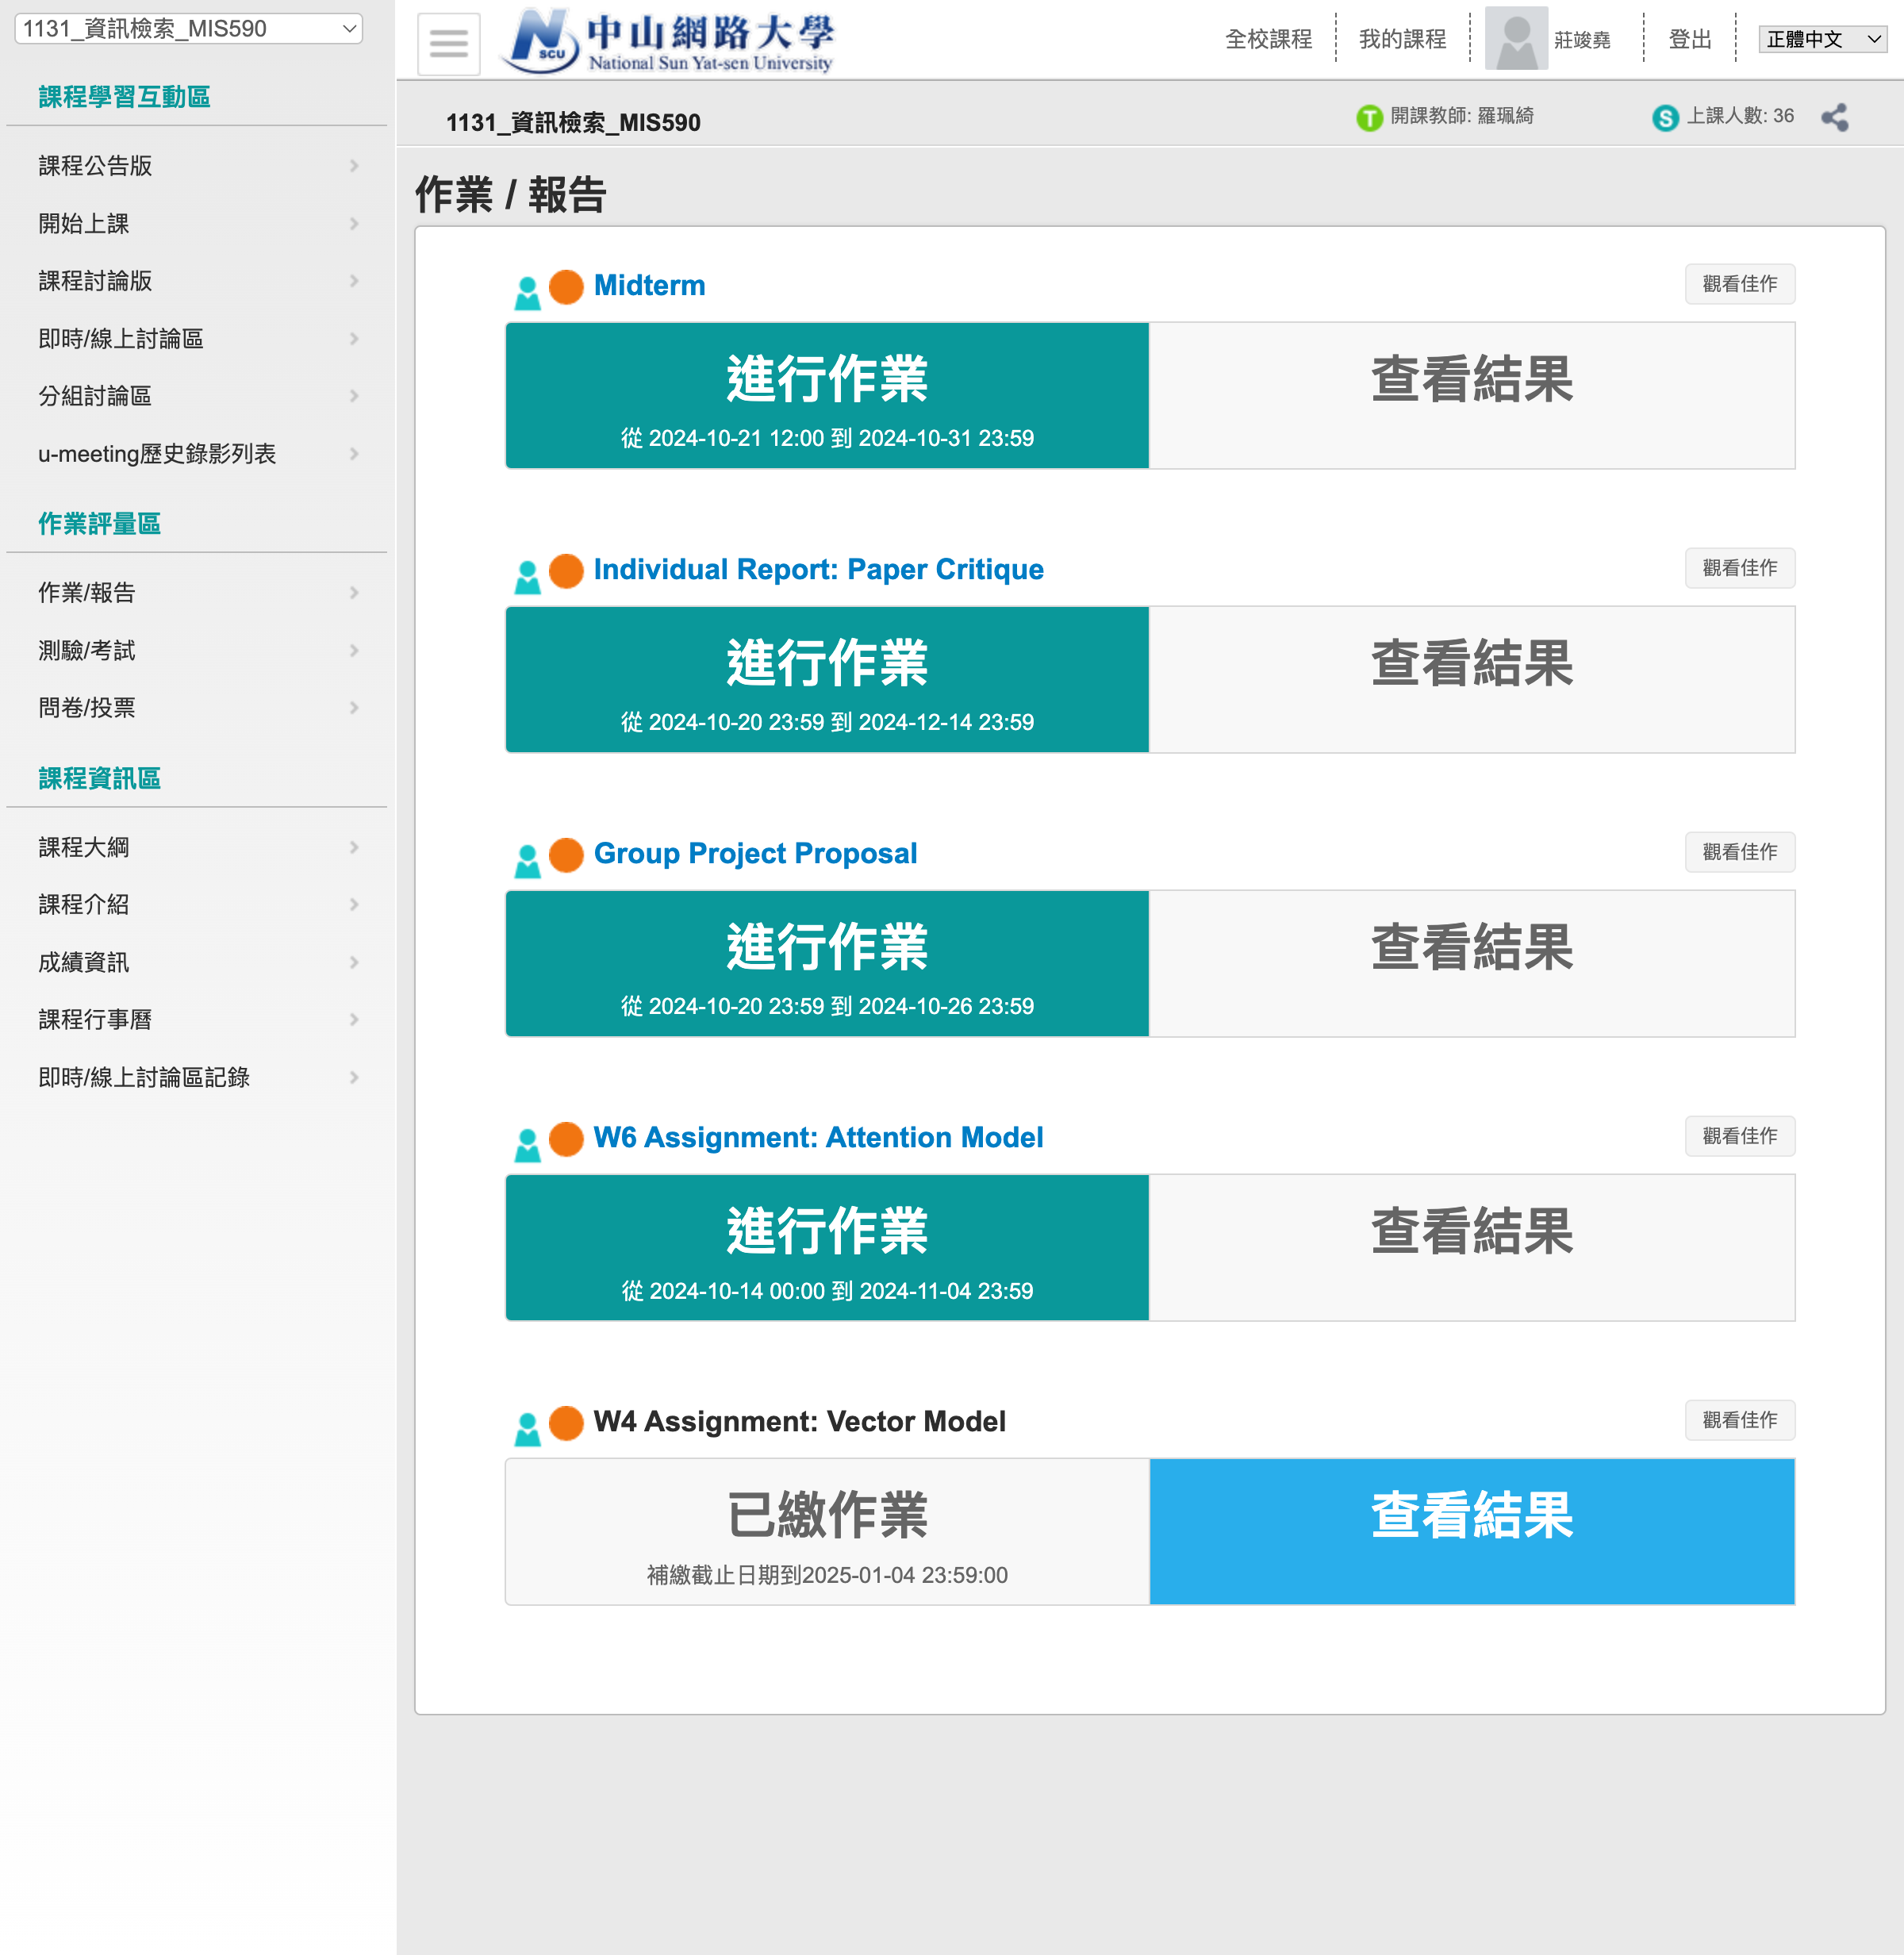 1131_資訊檢索_MIS590
課程學習互動區
課程公告版
開始上課
課程討論版
即時/線上討論區
分組討論區
u-meeting歷史錄影列表
作業評量區
作業/報告
測驗/考試
問卷/投票
課程資訊區
課程大綱
課程介紹
成績資訊
課程行事曆
即時/線上討論區記錄
N SCU 中山網路大學
National Sun Yat-sen University
全校課程 我的課程 莊竣堯 登出 正體中文
1131_資訊檢索_MIS590 T 開課教師: 羅珮綺 S 上課人數: 36
作業 / 報告
Midterm 觀看佳作
進行作業 查看結果
從 2024-10-21 12:00 到 2024-10-31 23:59
Individual Report: Paper Critique 觀看佳作
進行作業 查看結果
從 2024-10-20 23:59 到 2024-12-14 23:59
Group Project Proposal 觀看佳作
進行作業 查看結果
從 2024-10-20 23:59 到 2024-10-26 23:59
W6 Assignment: Attention Model 觀看佳作
進行作業 查看結果
從 2024-10-14 00:00 到 2024-11-04 23:59
W4 Assignment: Vector Model 觀看佳作
已繳作業 查看結果
補繳截止日期到2025-01-04 23:59:00